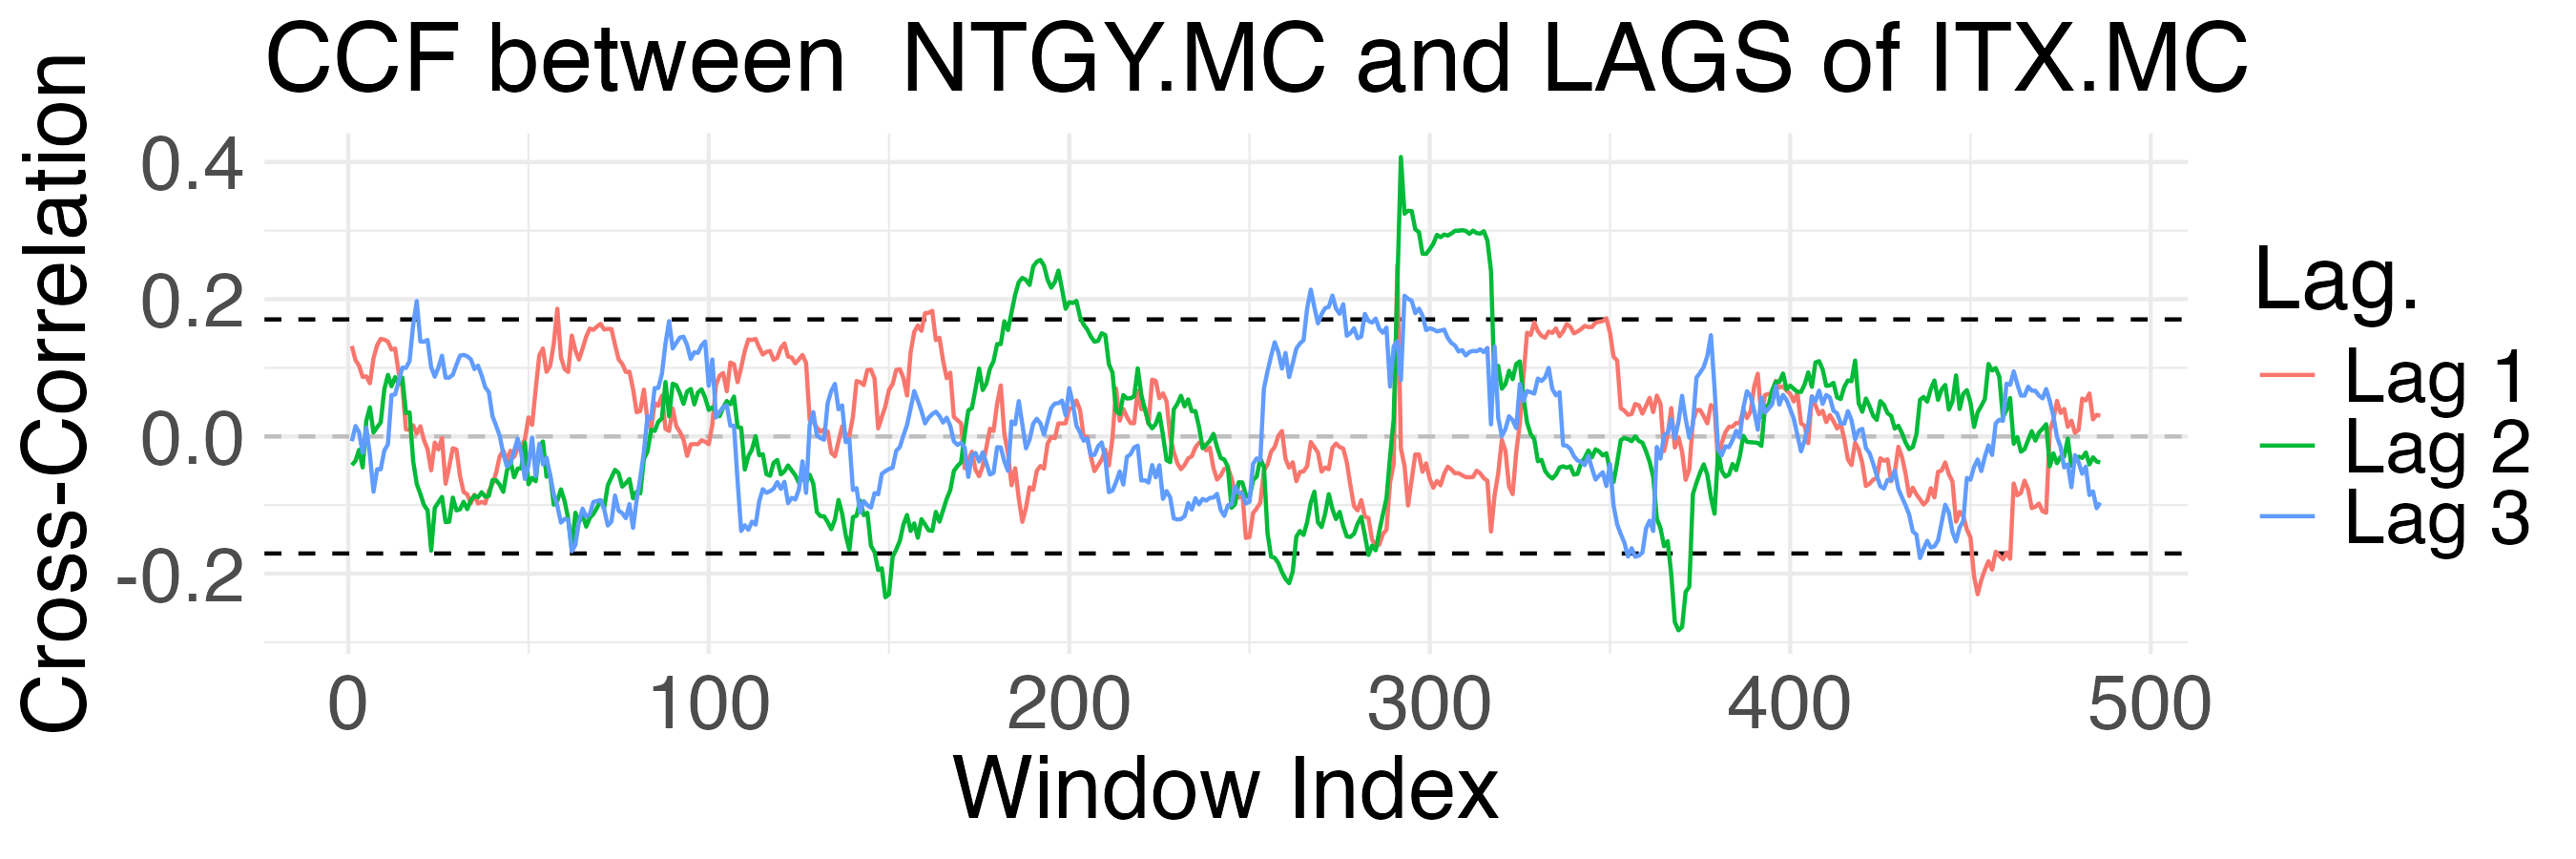 CCF between  NTGY.MC and LAGS of ITX.MC
Cross-Correlation
0.4
0.2
0.0
-0.2
0 100 200 300 400 500
Window Index
Lag.
Lag 1
Lag 2
Lag 3